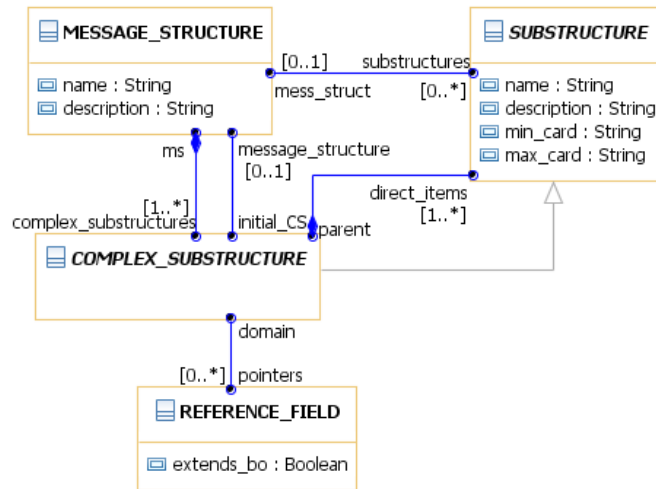 MESSAGE_STRUCTURE
name : String
description : String
SUBSTRUCTURE
name : String
description : String
min_card : String
max_card : String
[0..1]
substructures
mess_struct
[0..*]
ms
message_structure
[0..1]
direct_items
[1..*]
[1..*]
complex_substructures
initial_CS
parent
COMPLEX_SUBSTRUCTURE
domain
[0..*]
pointers
REFERENCE_FIELD
extends_bo : Boolean